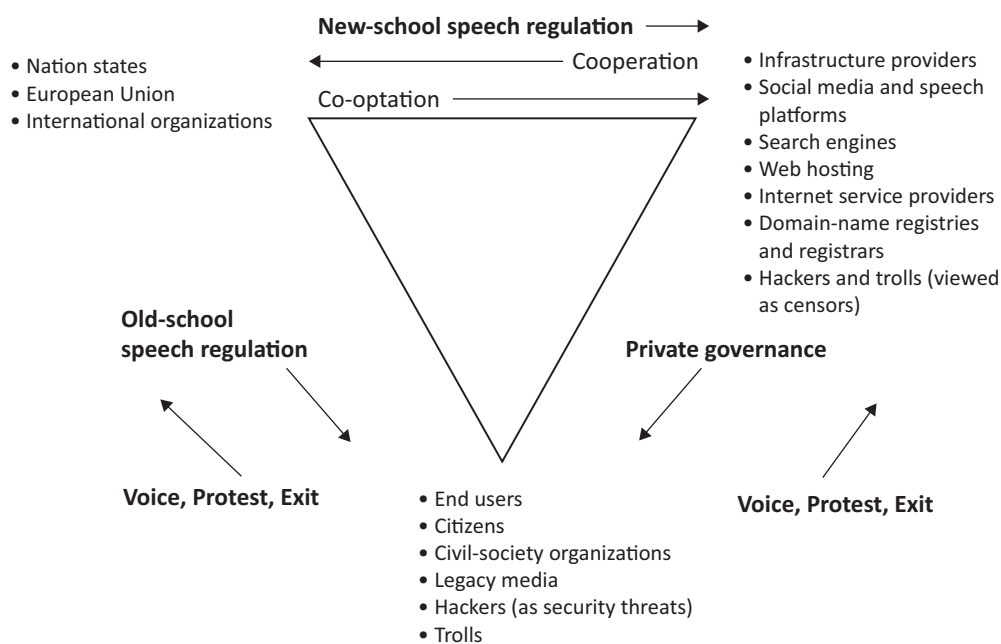 New-school speech regulation
Cooperation
Co-optation
• Nation states
• European Union
• International organizations
• Infrastructure providers
• Social media and speech
platforms
• Search engines
• Web hosting
• Internet service providers
• Domain-name registries
and registrars
• Hackers and trolls (viewed
as censors)
Old-school
speech regulation
Private governance
Voice, Protest, Exit
• End users
• Citizens
• Civil-society organizations
• Legacy media
• Hackers (as security threats)
• Trolls
Voice, Protest, Exit